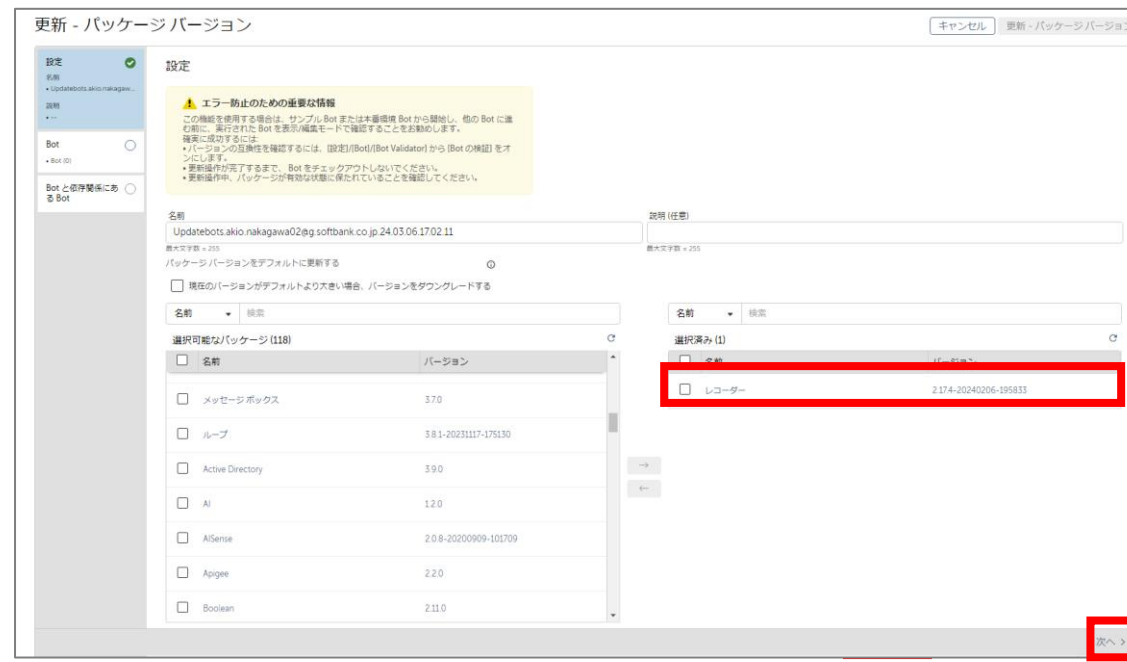 更新 - パッケージ バージョン
キャンセル
更新 - パッケージ バージョン
設定
名前
• Updatebots.akio.nakagaw...
説明
• --
Bot
• Bot (0)
Bot と依存関係にあ
る Bot
設定
エラー防止のための重要な情報
この機能を使用する場合は、サンプル Bot または本番環境 Bot から開始し、他の Bot に進
む前に、実行された Bot を表示/編集モードで確認することをお勧めします。
確実に成功するには:
• バージョンの互換性を確認するには、[設定]/[Bot]/[Bot Validator] から [Bot の検証] をオ
ンにします。
• 更新操作が完了するまで、Bot をチェックアウトしないでください。
• 更新操作中、パッケージが有効な状態に保たれていることを確認してください。
名前
説明 (任意)
Updatebots.akio.nakagawa02@g.softbank.co.jp.24.03.06.17.02.11
最大文字数 = 255
最大文字数 = 255
パッケージ バージョンをデフォルトに更新する
現在のバージョンがデフォルトより大きい場合、バージョンをダウングレードする
名前
検索
名前
検索
選択可能なパッケージ (118)
選択済み (1)
名前
バージョン
名前
バージョン
メッセージ ボックス
3.7.0
レコーダー
2.17.4-20240206-195833
ループ
3.8.1-20231117-175130
Active Directory
3.9.0
AI
1.2.0
AISense
2.0.8-20200909-101709
Apigee
2.2.0
Boolean
2.11.0
次へ >